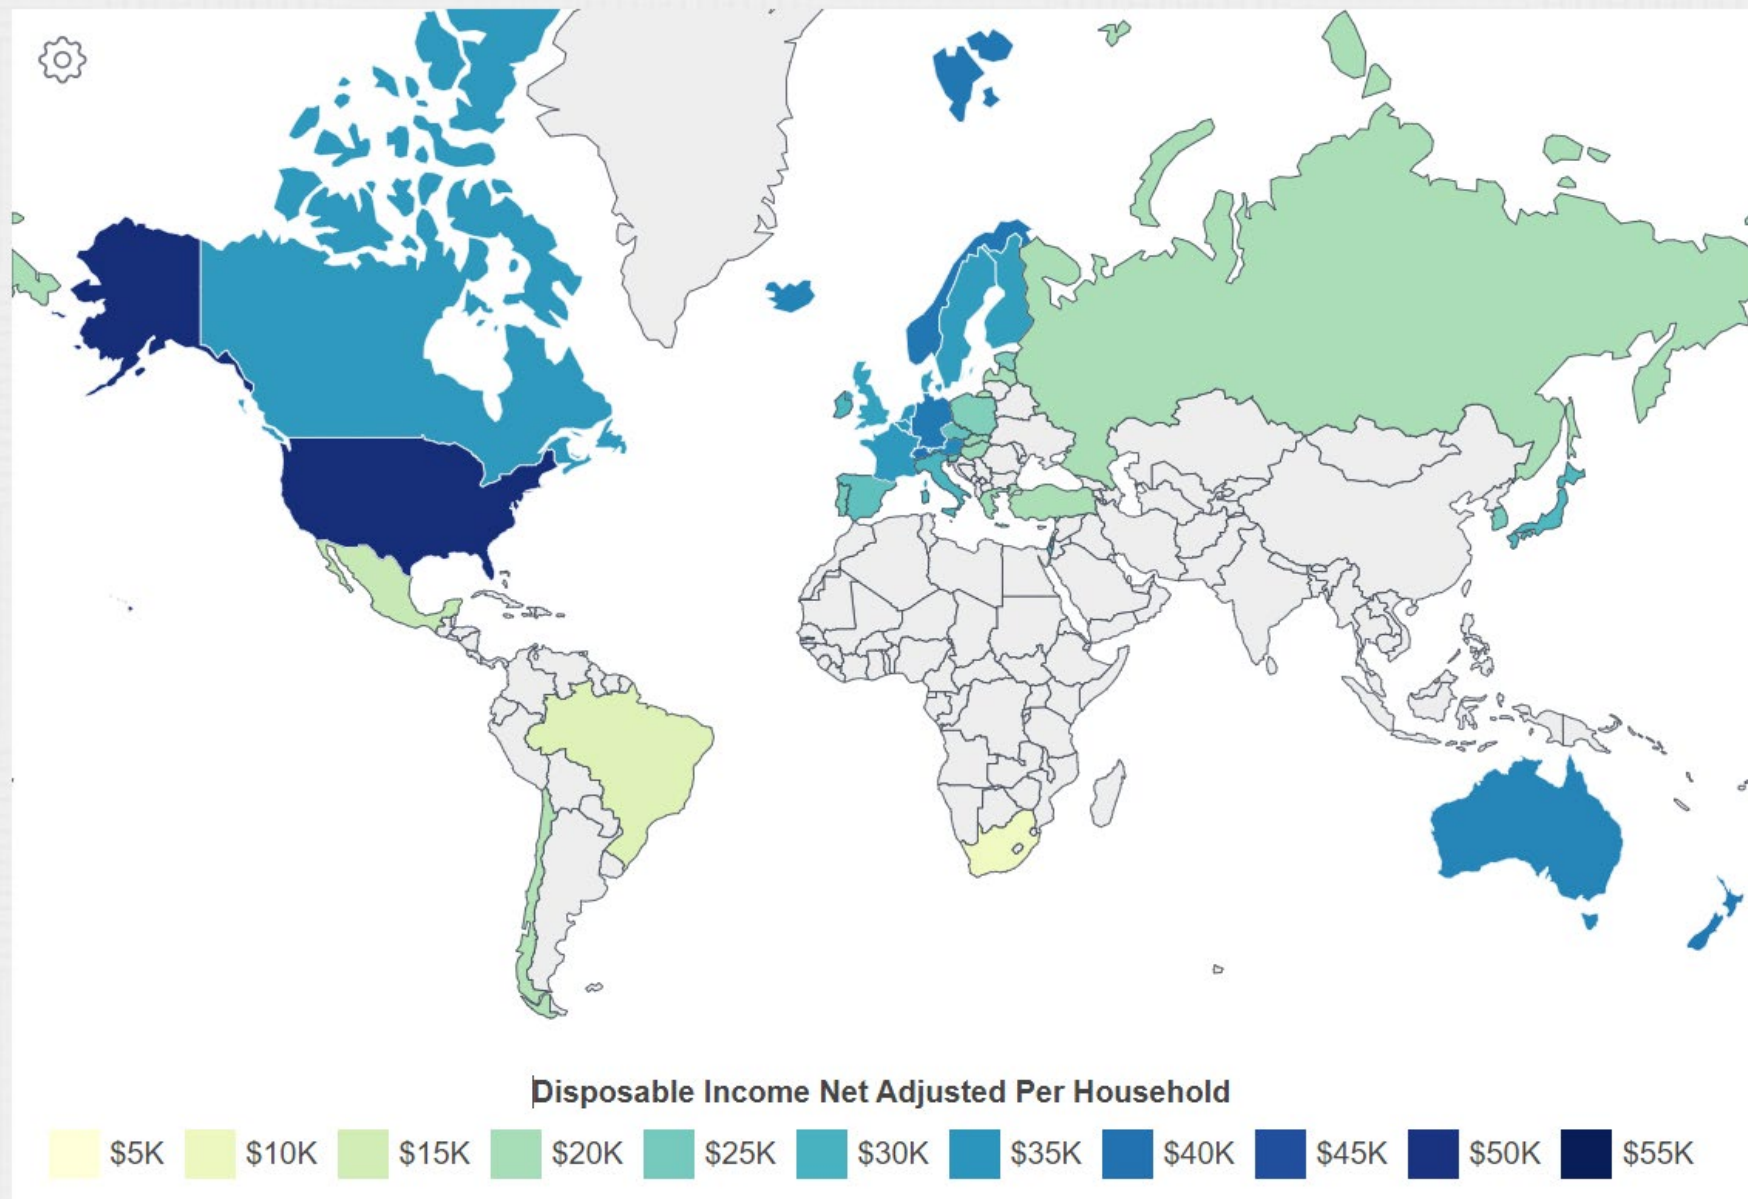 Disposable Income Net Adjusted Per Household
$5K $10K $15K $20K $25K $30K $35K $40K $45K $50K $55K